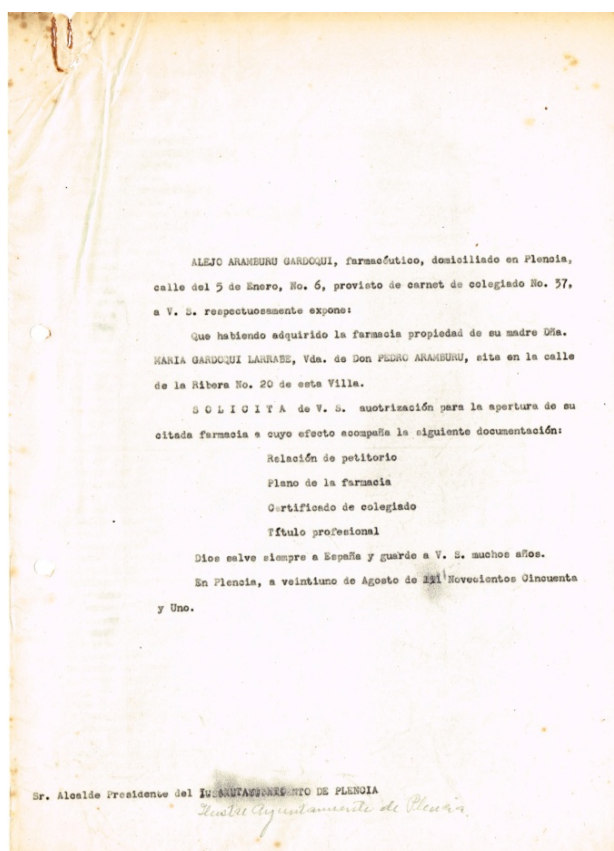 ALEJO ARAMBURU GARDOQUI, farmacéutico, domiciliado en Plencia,
calle del 5 de Enero, No. 6, provisto de carnet de colegiado No. 37,
a V. S. respectuosamente expone:
Que habiendo adquirido la farmacia propiedad de su madre Dña.
MARIA GARDOQUI LARRABE, Vda. de Don PEDRO ARAMBURU, sita en la calle
de la Ribera No. 20 de esta Villa.
S O L I C I T A de V. S. auotrización para la apertura de su
citada farmacia a cuyo efecto acompaña la siguiente documentación:
Relación de petitorio
Plano de la farmacia
Certificado de colegiado
Título profesional
Dios salve siempre a España y guarde a V. S. muchos años.
En Plencia, a veintiuno de Agosto de Novecientos Cincuenta
y Uno.
Sr. Alcalde Presidente del DE PLENCIA
Ilustre Ayuntamiento de Plencia.